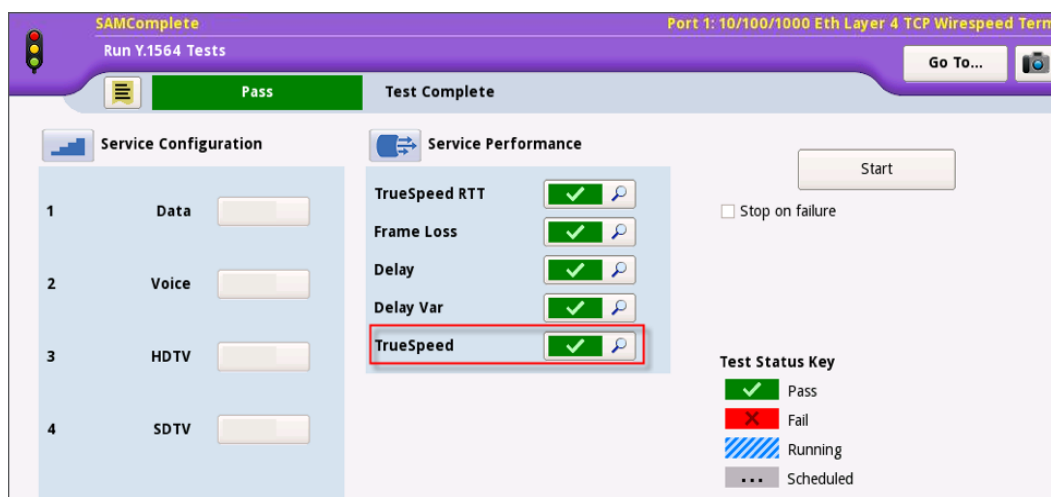 SAMComplete
Port 1: 10/100/1000 Eth Layer 4 TCP Wirespeed Term
Run Y.1564 Tests
Go To...
Pass
Test Complete
Service Configuration
Service Performance
Start
Stop on failure
1 Data
2 Voice
3 HDTV
4 SDTV
TrueSpeed RTT
Frame Loss
Delay
Delay Var
TrueSpeed
Test Status Key
Pass
Fail
Running
Scheduled